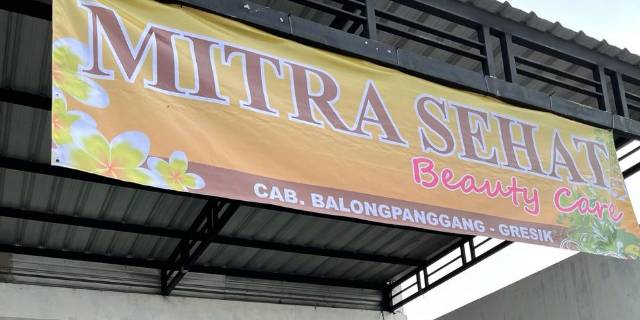 MITRA SEHAT
Beauty Care
CAB. BALONGPANGGANG - GRESIK